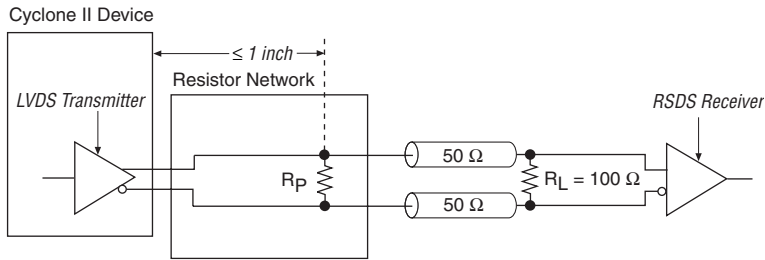 Cyclone II Device
≤ 1 inch
Resistor Network
LVDS Transmitter
RSDS Receiver
50 Ω
RP
RL = 100 Ω
50 Ω